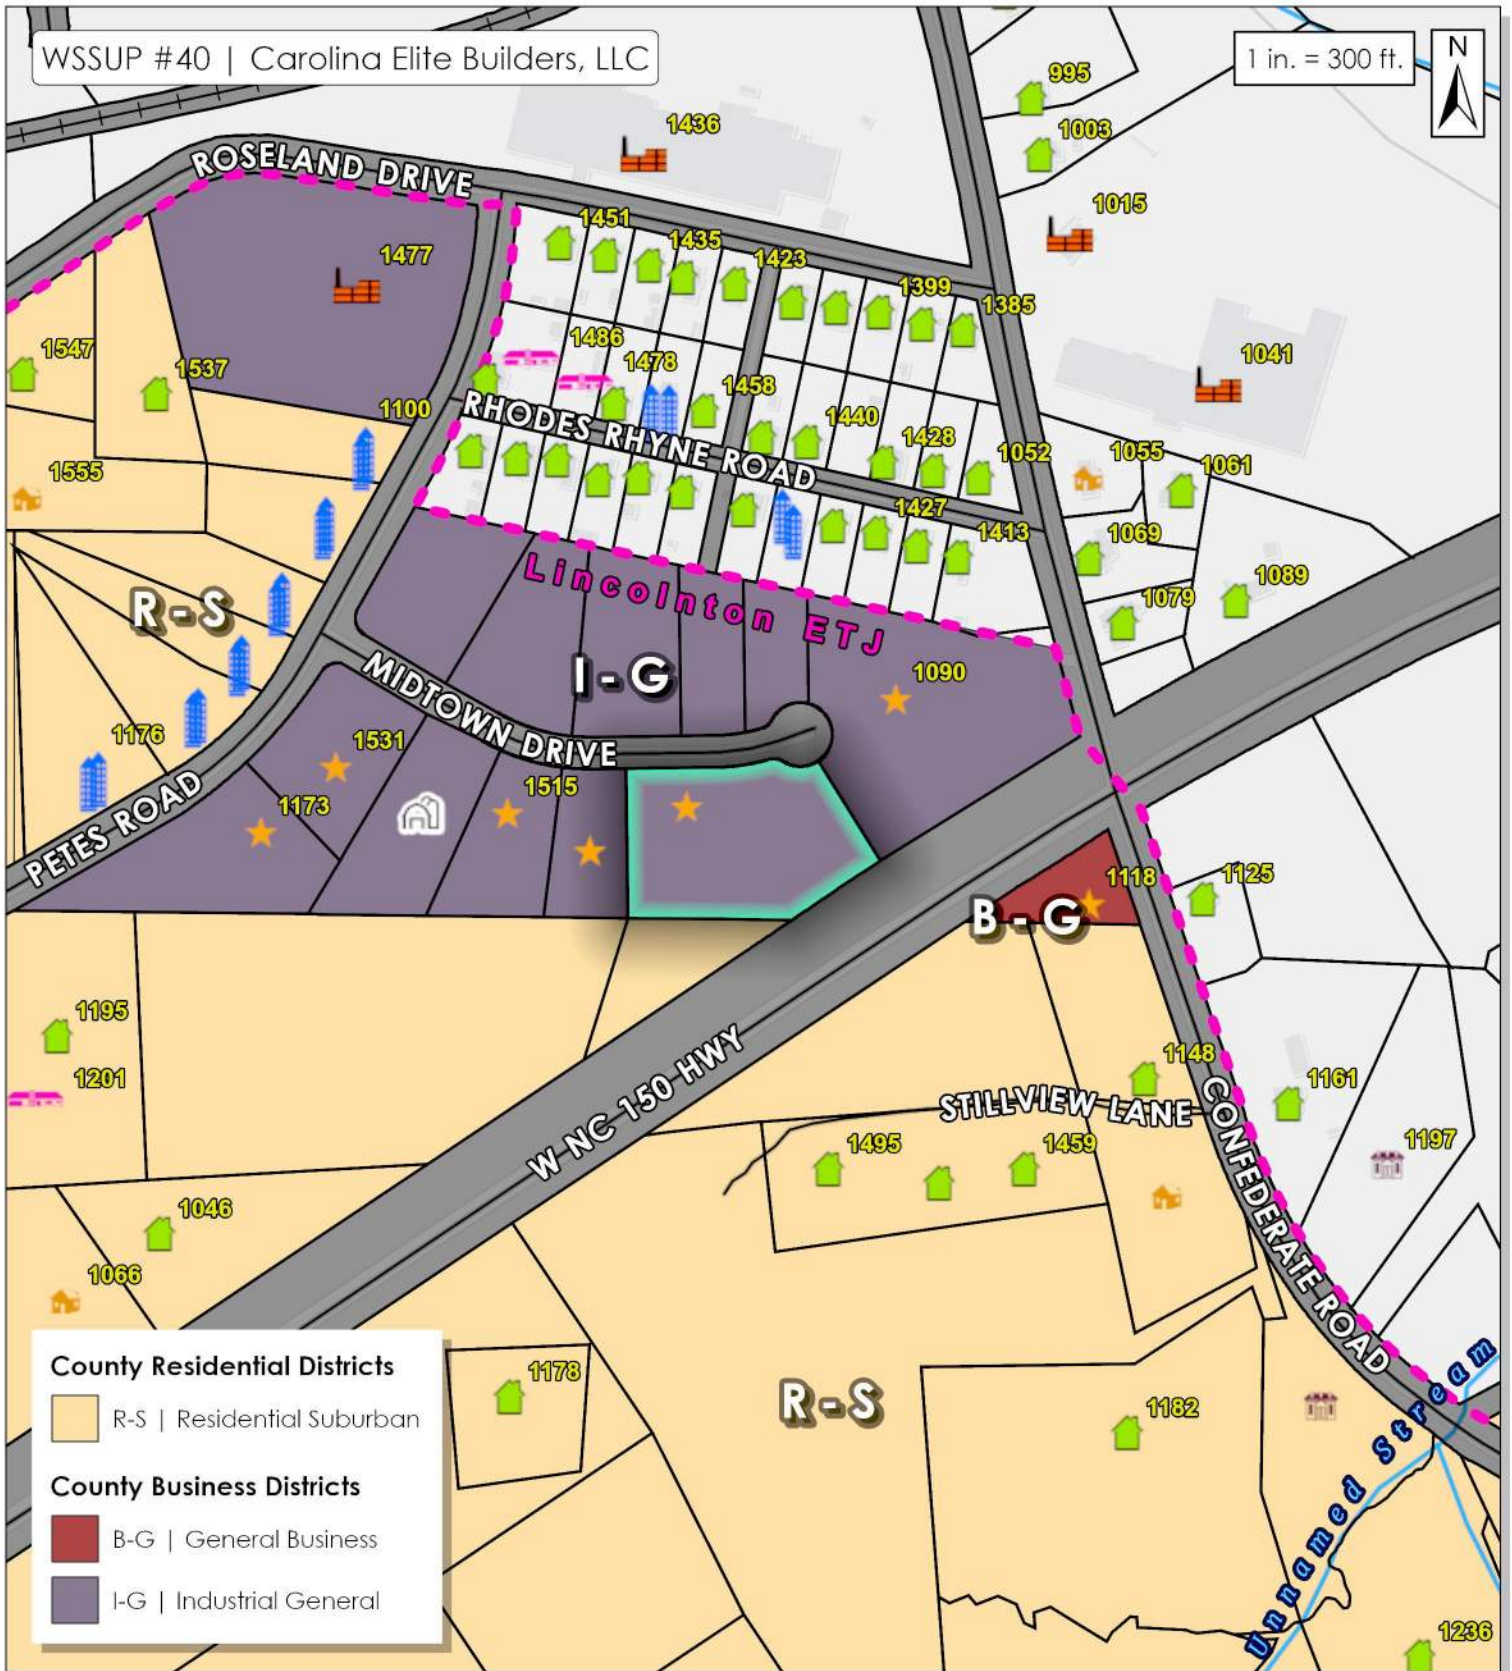 WSSUP #40 | Carolina Elite Builders, LLC
1 in. = 300 ft.
N
995
1003
1436
ROSELAND DRIVE
1015
1451
1435
1477
1423
1399
1385
1486
1478
1041
1547
1537
1458
1100
RHODES RHYNE ROAD
1440
1428
1052
1055
1061
1555
1427
1413
1069
1089
1079
R-S
Lincolnton ETJ
I-G
1090
MIDTOWN DRIVE
1176
1531
1515
1173
PETES ROAD
1118
1125
B-G
1195
W NC 150 HWY
1148
1201
STILLVIEW LANE
1161
CONFEDERATE ROAD
1495
1459
1197
1046
1066
1178
R-S
1182
Unnamed Stream
1236
County Residential Districts
R-S | Residential Suburban
County Business Districts
B-G | General Business
I-G | Industrial General